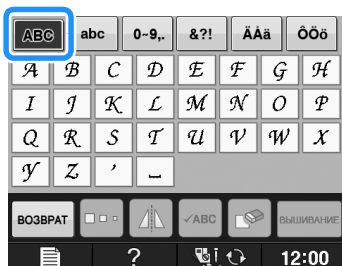 ABC abc 0~9,. &?! ÄÅä ÔÖö
A B C D E F G H
I J K L M N O P
Q R S T U V W X
Y Z ' ⎵
ВОЗВРАТ ✓ABC ВЫШИВАНИЕ
? 12:00